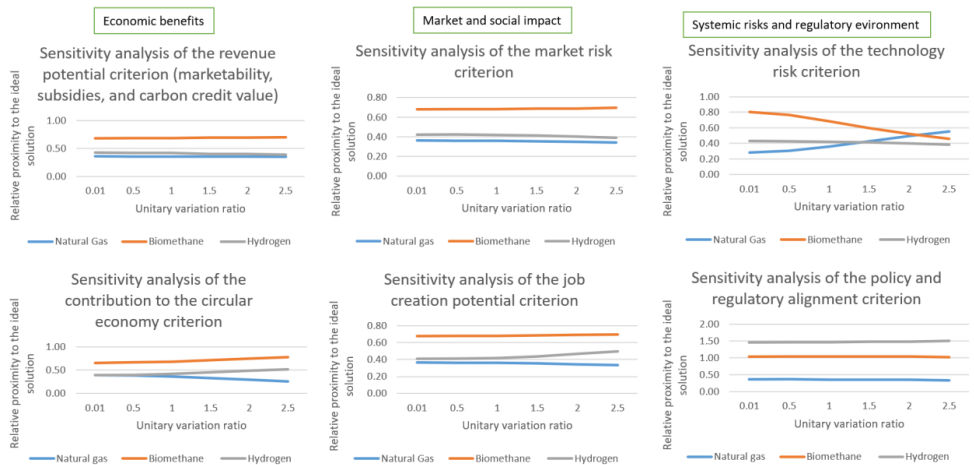 Economic benefits
Market and social impact
Systemic risks and regulatory evironment
Sensitivity analysis of the revenue
potential criterion (marketability,
subsidies, and carbon credit value)
Relative proximity to the ideal
solution
1.00
0.50
0.00
0.01 0.5 1 1.5 2 2.5
Unitary variation ratio
Natural Gas Biomethane Hydrogen
Sensitivity analysis of the market risk
criterion
Relative proximity to the ideal
solution
0.80
0.60
0.40
0.20
0.00
0.01 0.5 1 1.5 2 2.5
Unitary variation ratio
Natural gas Biomethane Hydrogen
Sensitivity analysis of the technology
risk criterion
Relative proximity to the ideal
solution
1.00
0.80
0.60
0.40
0.20
0.00
0.01 0.5 1 1.5 2 2.5
Unitary variation ratio
Natural Gas Biomethane Hydrogen
Sensitivity analysis of the
contribution to the circular
economy criterion
Relative proximity to the ideal
solution
1.00
0.50
0.00
0.01 0.5 1 1.5 2 2.5
Unitary variation ratio
Natural gas Biomethane Hydrogen
Sensitivity analysis of the job
creation potential criterion
Relative proximity to the ideal
solution
0.80
0.60
0.40
0.20
0.00
0.01 0.5 1 1.5 2 2.5
Unitary variation ratio
Natural gas Biomethane Hydrogen
Sensitivity analysis of the policy and
regulatory alignment criterion
Relative proximity to the ideal
solution
2.00
1.50
1.00
0.50
0.00
0.01 0.5 1 1.5 2 2.5
Unitary variation ratio
Natural gas Biomethane Hydrogen